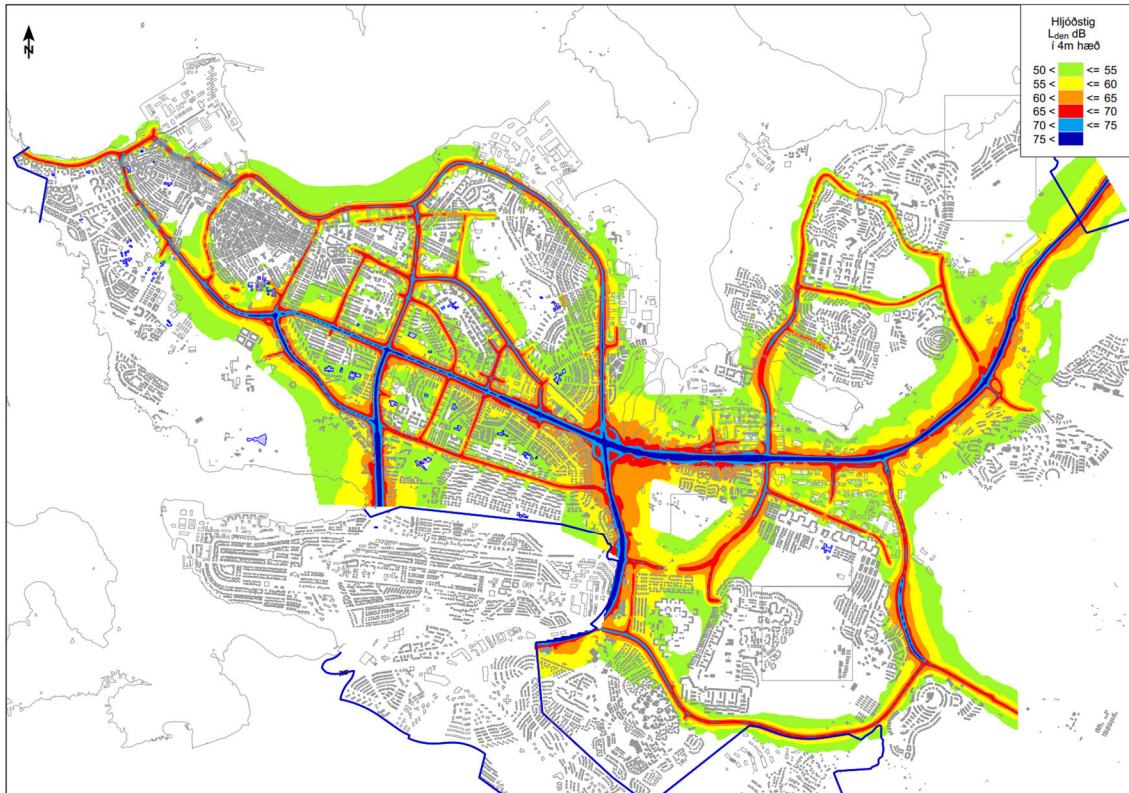 N
Hljóðstig
Lden dB
í 4m hæð
50 < <= 55
55 < <= 60
60 < <= 65
65 < <= 70
70 < <= 75
75 <